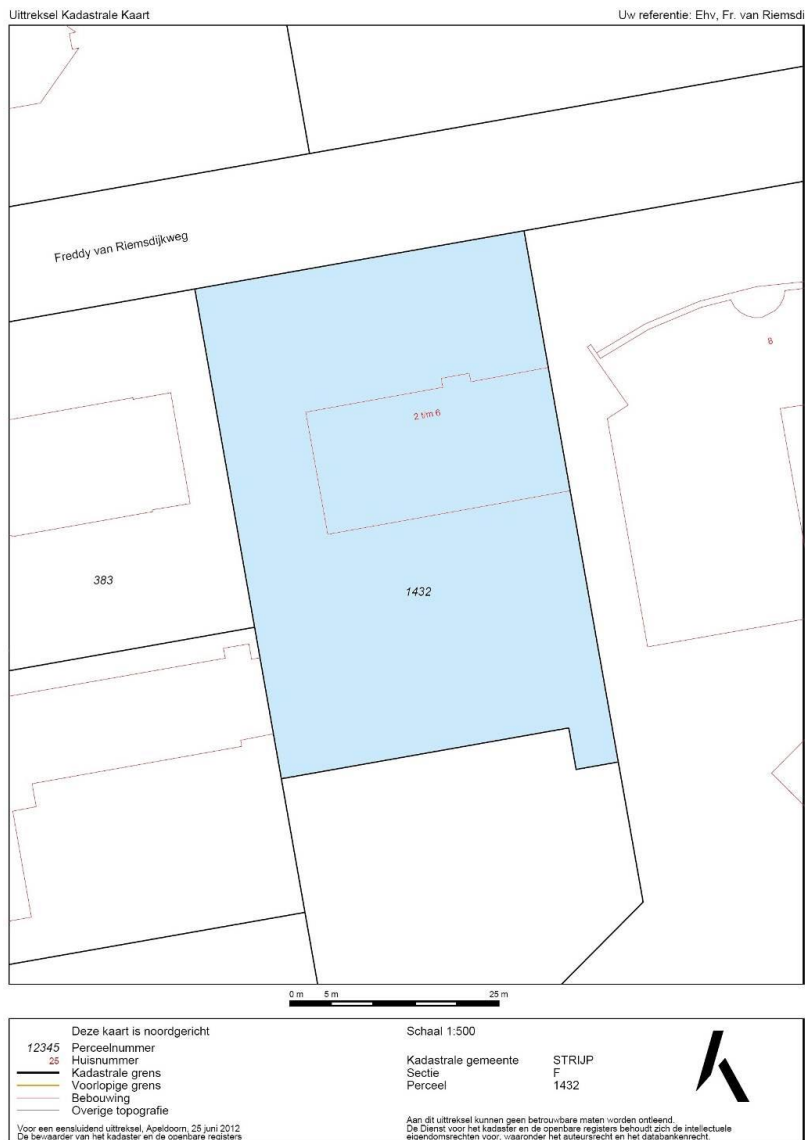 Uittreksel Kadastrale Kaart
Uw referentie: Ehv, Fr. van Riemsdi
Freddy van Riemsdijkweg
8
2 t/m 6
383
1432
0 m 5 m 25 m
Deze kaart is noordgericht
12345 Perceelnummer
25 Huisnummer
Kadastrale grens
Voorlopige grens
Bebouwing
Overige topografie
Voor een eensluidend uittreksel, Apeldoorn, 25 juni 2012
De bewaarder van het kadaster en de openbare registers
Schaal 1:500
Kadastrale gemeente STRIJP
Sectie F
Perceel 1432
Aan dit uittreksel kunnen geen betrouwbare maten worden ontleend.
De Dienst voor het kadaster en de openbare registers behoudt zich de intellectuele
eigendomsrechten voor, waaronder het auteursrecht en het databankenrecht.